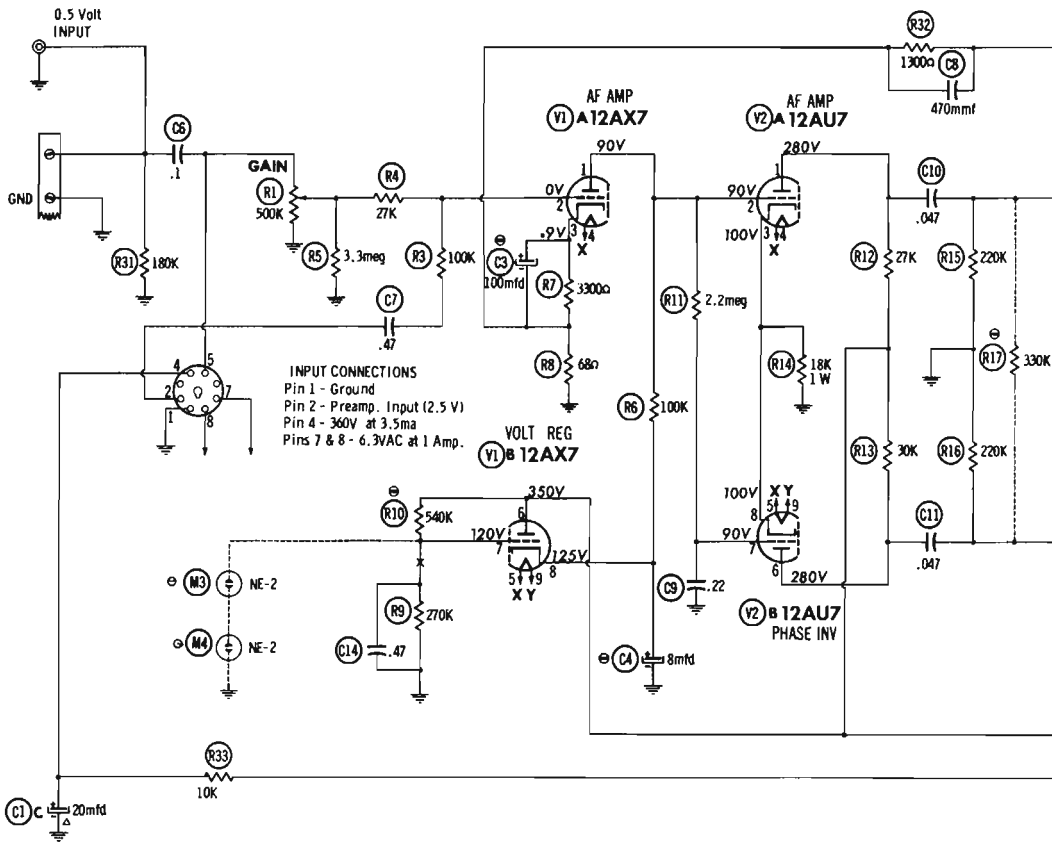 0.5 Volt
INPUT
R32
1300Ω
C8
470mmf
AF AMP
V1 A 12AX7
AF AMP
V2 A 12AU7
C6
.1
90V
280V
GND
GAIN
R1
500K
R4
27K
0V
1
2
3
4
X
.9V
90V
1
2
3
4
X
100V
C10
.047
R31
180K
R5
3.3meg
R3
100K
C3
100mfd
R7
3300Ω
R11
2.2meg
R12
27K
R15
220K
C7
.47
R17
330K
4
5
2
7
1
8
INPUT CONNECTIONS
Pin 1 - Ground
Pin 2 - Preamp. Input (2.5 V)
Pin 4 - 360V at 3.5ma
Pins 7 & 8 - 6.3VAC at 1 Amp.
R8
68Ω
R14
18K
1 W
R6
100K
VOLT REG
V1 B 12AX7
R13
30K
R16
220K
R10
540K
350V
6
120V
7
125V
8
5 9
X Y
100V
X Y
5 9
8
90V
7
6
280V
C11
.047
M3
NE-2
X
R9
270K
C9
.22
V2 B 12AU7
PHASE INV
M4
NE-2
C14
.47
C4
8mfd
R33
10K
C1 C
20mfd